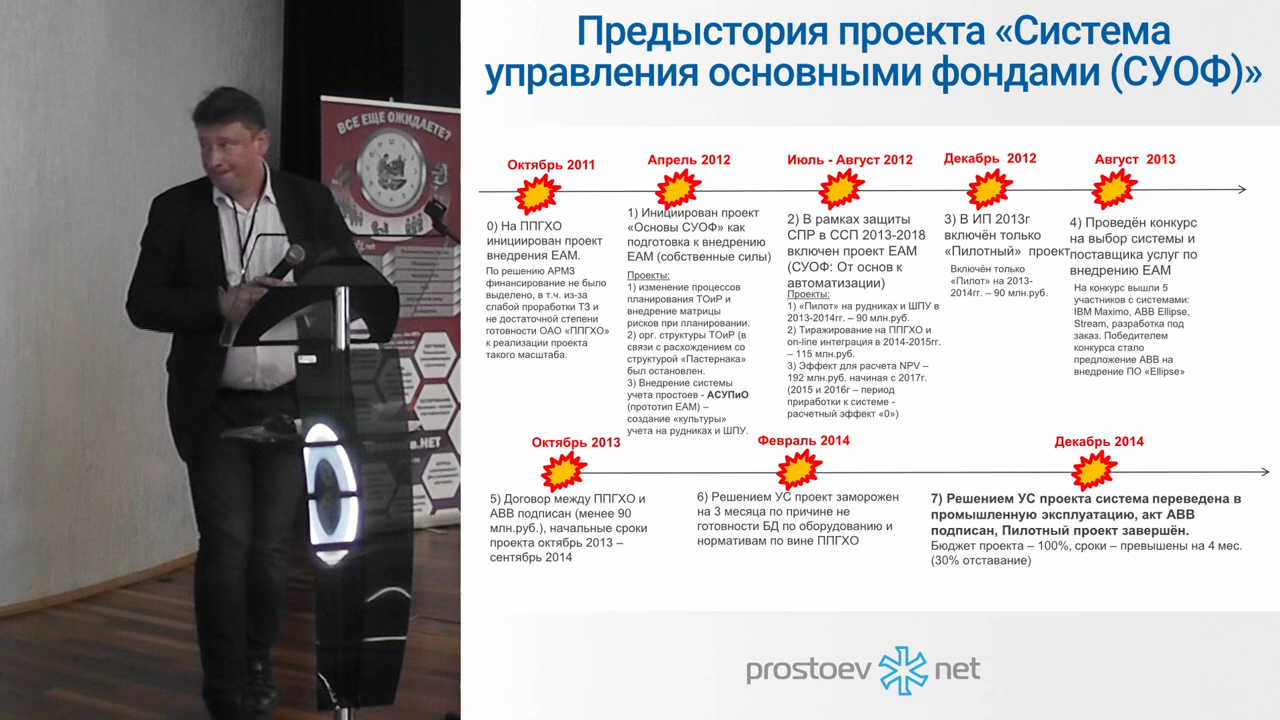 Предыстория проекта «Система
управления основными фондами (СУОФ)»
ВСЕ ЕЩЕ ОЖИДАЕТЕ?
Октябрь 2011
0) На ППГХО
инициирован проект
внедрения ЕАМ.
По решению АРМЗ
финансирование не было
выделено, в т.ч. из-за
слабой проработки ТЗ и
не достаточной степени
готовности ОАО «ППГХО»
к реализации проекта
такого масштаба.
Апрель 2012
1) Инициирован проект
«Основы СУОФ» как
подготовка к внедрению
ЕАМ (собственные силы)
Проекты:
1) изменение процессов
планирования ТОиР и
внедрение матрицы
рисков при планировании.
2) орг. структуры ТОиР (в
связи с расхождением со
структурой «Пастернака»
был остановлен.
3) Внедрение системы
учета простоев - АСУПиО
(прототип ЕАМ) –
создание «культуры»
учета на рудниках и ШПУ.
Июль - Август 2012
2) В рамках защиты
СПР в ССП 2013-2018
включен проект ЕАМ
(СУОФ: От основ к
автоматизации)
Проекты:
1) «Пилот» на рудниках и ШПУ в
2013-2014гг. – 90 млн.руб.
2) Тиражирование на ППГХО и
on-line интеграция в 2014-2015гг.
– 115 млн.руб.
3) Эффект для расчета NPV –
192 млн.руб. начиная с 2017г.
(2015 и 2016г – период
приработки к системе -
расчетный эффект «0»)
Декабрь 2012
3) В ИП 2013г
включён только
«Пилотный» проект
Включён только
«Пилот» на 2013-
2014гг. – 90 млн.руб.
Август 2013
4) Проведён конкурс
на выбор системы и
поставщика услуг по
внедрению ЕАМ
На конкурс вышли 5
участников с системами:
IBM Maximo, ABB Ellipse,
Stream, разработка под
заказ. Победителем
конкурса стало
предложение АВВ на
внедрение ПО «Ellipse»
Октябрь 2013
5) Договор между ППГХО и
АВВ подписан (менее 90
млн.руб.), начальные сроки
проекта октябрь 2013 –
сентябрь 2014
Февраль 2014
6) Решением УС проект заморожен
на 3 месяца по причине не
готовности БД по оборудованию и
нормативам по вине ППГХО
Декабрь 2014
7) Решением УС проекта система переведена в
промышленную эксплуатацию, акт АВВ
подписан, Пилотный проект завершён.
Бюджет проекта – 100%, сроки – превышены на 4 мес.
(30% отставание)
prostoev net